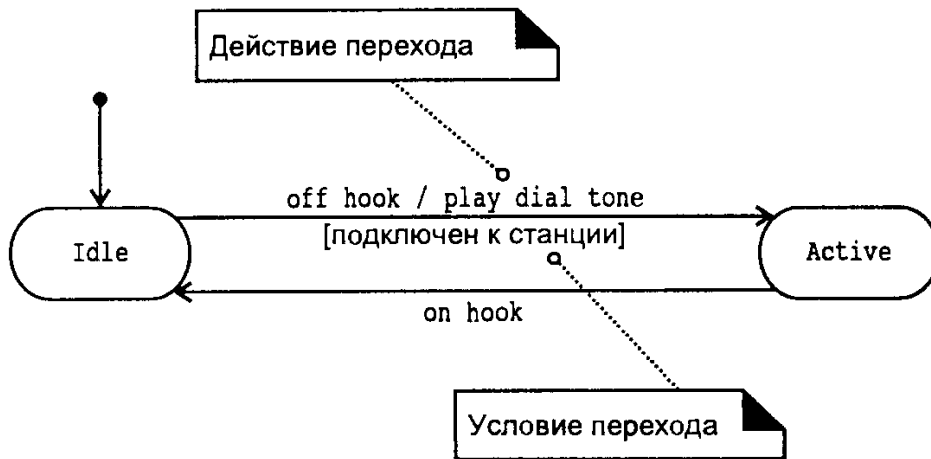 Действие перехода
off hook / play dial tone
[подключен к станции]
Idle
Active
on hook
Условие перехода